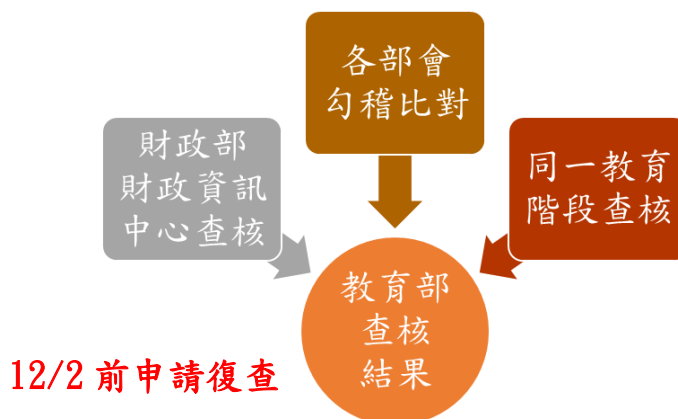 各部會
勾稽比對
財政部
財政資訊
中心查核
同一教育
階段查核
教育部
查核
結果
12/2 前申請復查